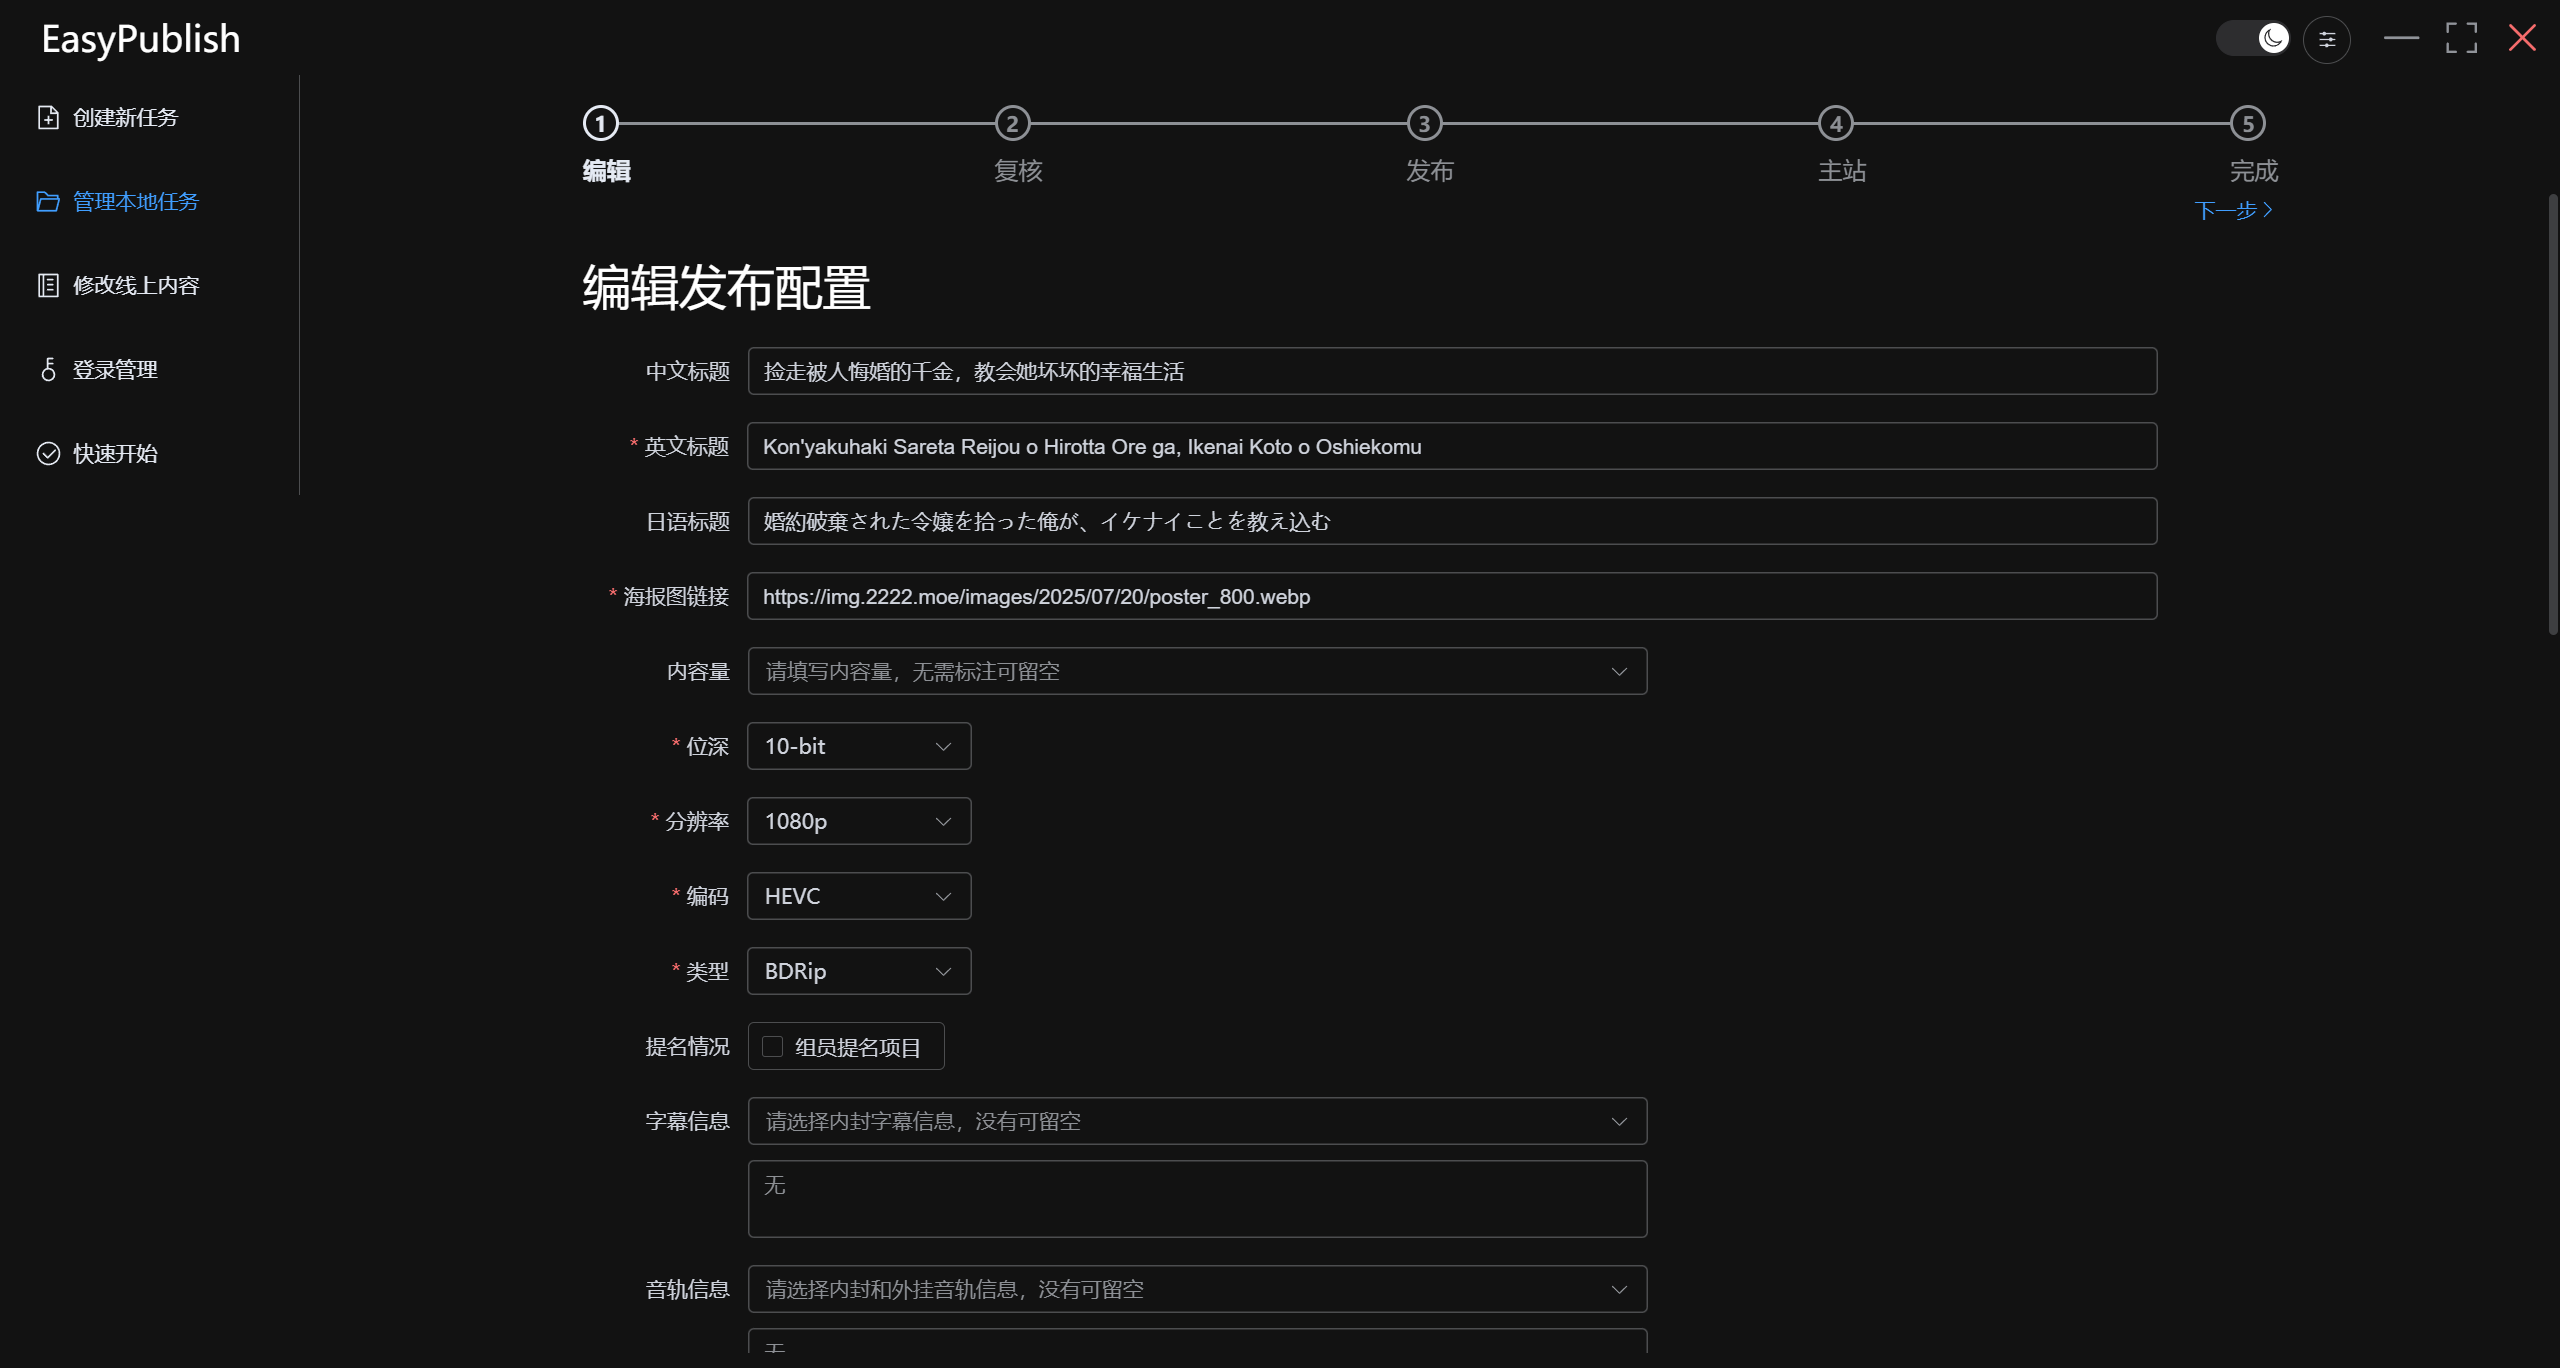 EasyPublish
创建新任务
管理本地任务
修改线上内容
登录管理
快速开始
1
2
3
4
5
编辑
复核
发布
主站
完成
下一步
编辑发布配置
中文标题
捡走被人悔婚的千金，教会她坏坏的幸福生活
* 英文标题
Kon'yakuhaki Sareta Reijou o Hirotta Ore ga, Ikenai Koto o Oshiekomu
日语标题
婚約破棄された令嬢を拾った俺が、イケナイことを教え込む
* 海报图链接
https://img.2222.moe/images/2025/07/20/poster_800.webp
内容量
请填写内容量，无需标注可留空
* 位深
10-bit
* 分辨率
1080p
* 编码
HEVC
* 类型
BDRip
提名情况
组员提名项目
字幕信息
请选择内封字幕信息，没有可留空
无
音轨信息
请选择内封和外挂音轨信息，没有可留空